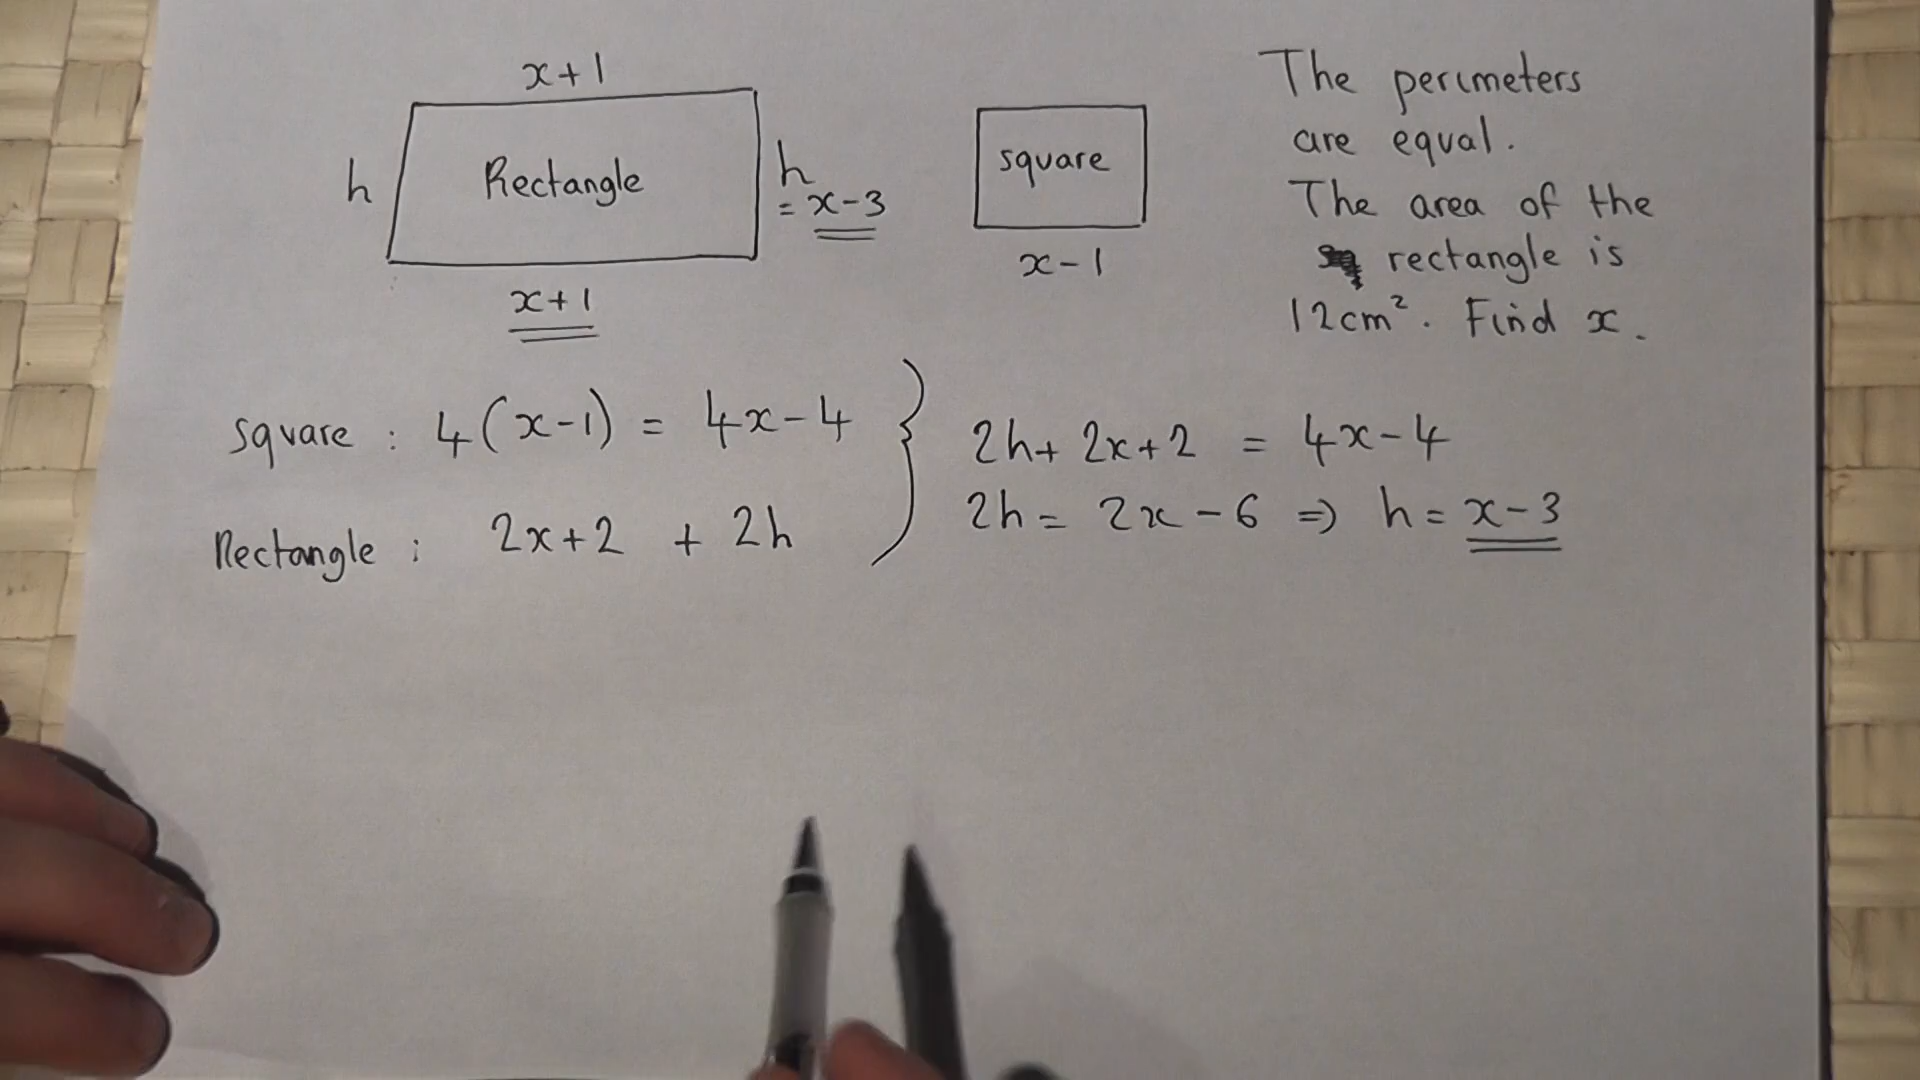 x+1
h
Rectangle
h
= x-3
x+1
square
x-1
The perimeters
are equal.
The area of the
rectangle is
12cm². Find x.
square : 4(x-1) = 4x-4
Rectangle : 2x+2 + 2h
2h+ 2x+2 = 4x-4
2h= 2x-6 ⇒ h= x-3